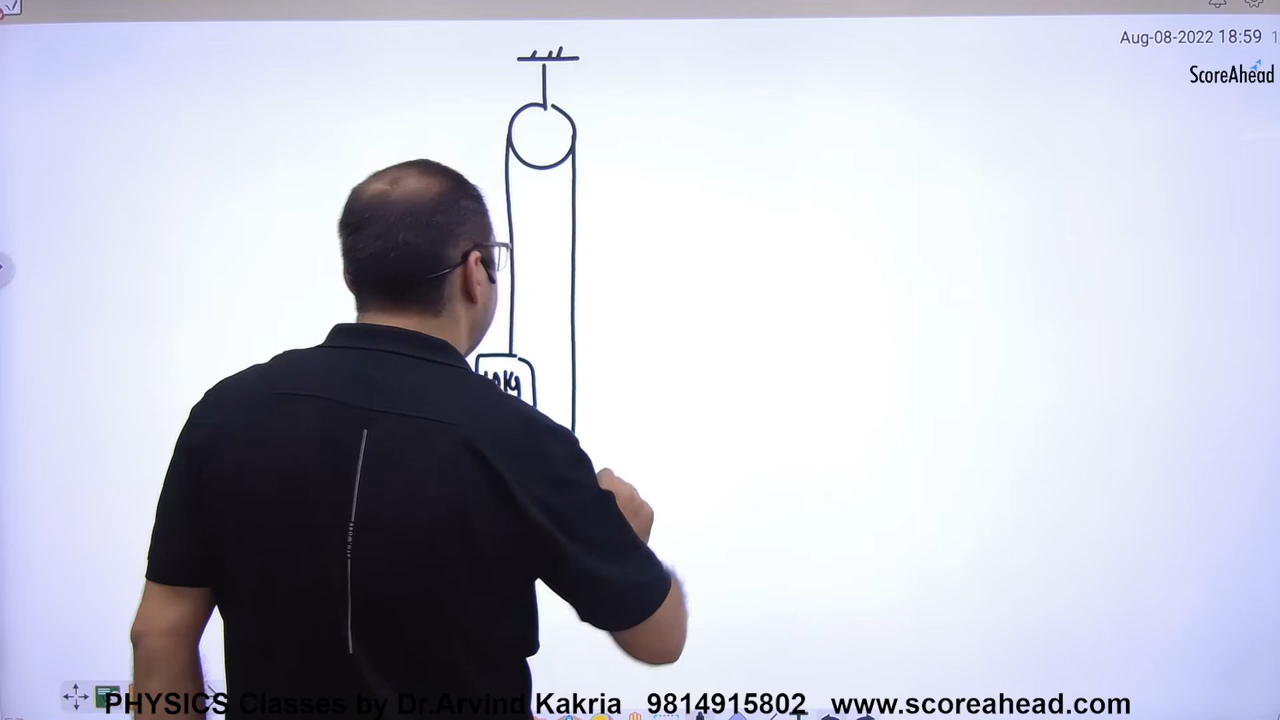 Aug-08-2022 18:59
ScoreAhead
PHYSICS Classes by Dr.Arvind Kakria 9814915802 www.scoreahead.com